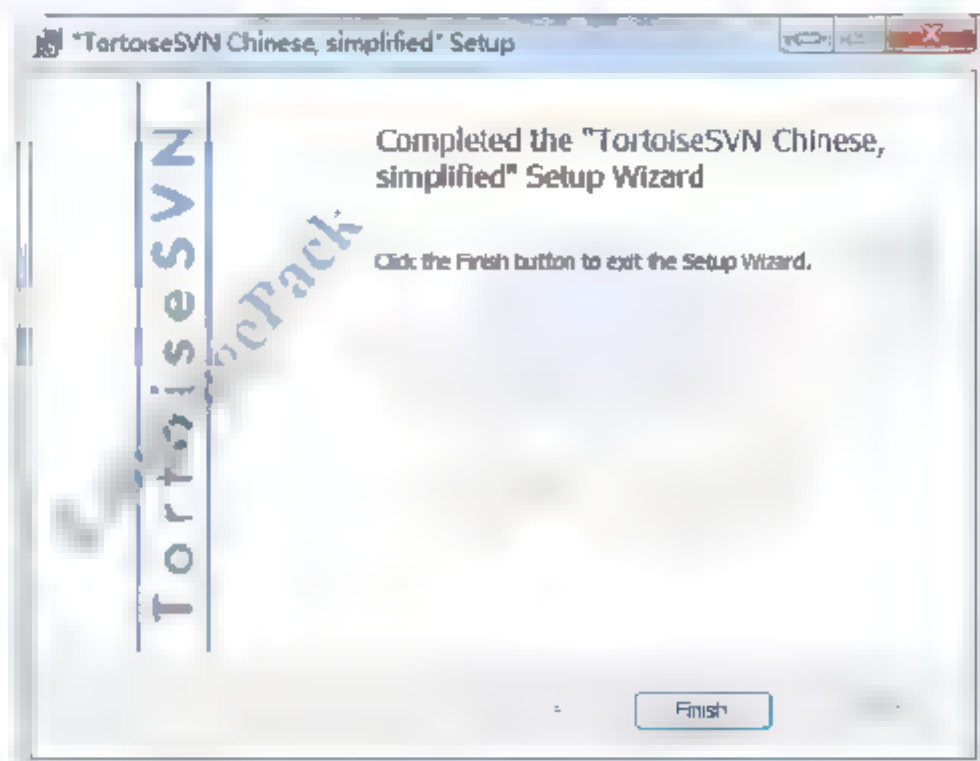 "TortoiseSVN Chinese, simplified" Setup
TortoiseSVN
Completed the "TortoiseSVN Chinese,
simplified" Setup Wizard
Click the Finish button to exit the Setup Wizard.
Finish